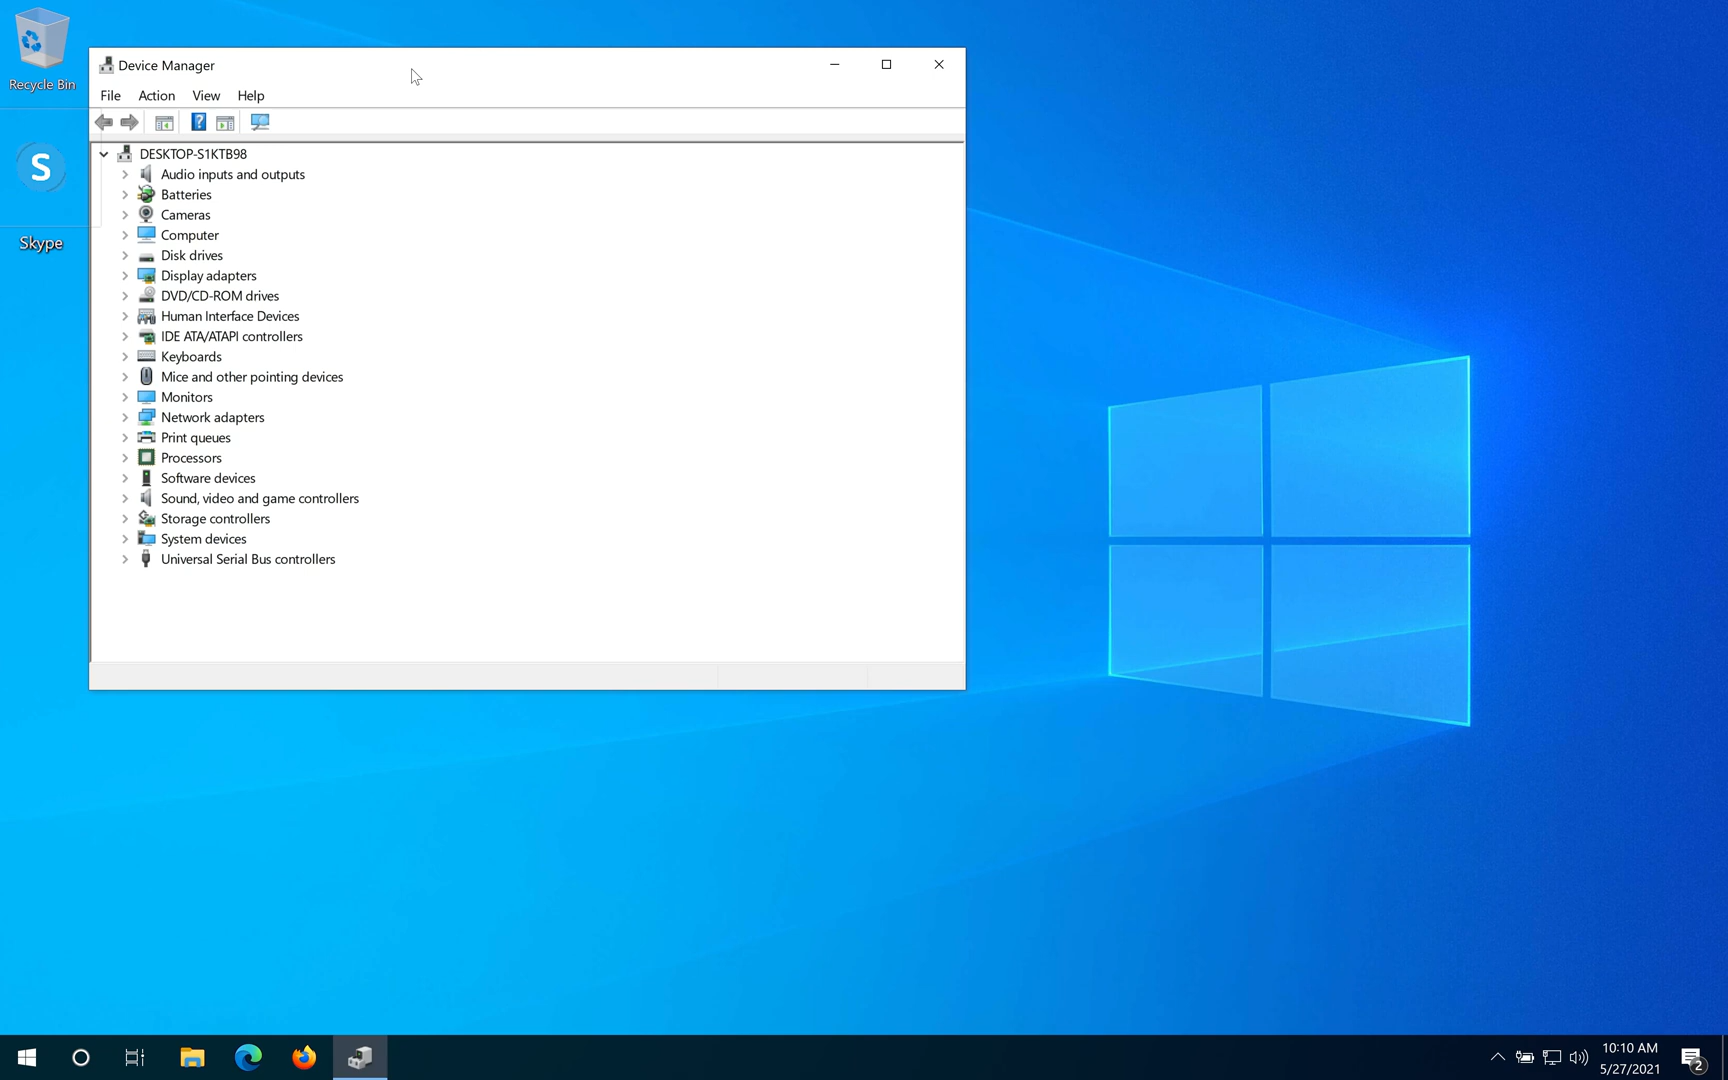 Recycle Bin
S
Skype
Device Manager
File Action View Help
?
DESKTOP-S1KTB98
Audio inputs and outputs
Batteries
Cameras
Computer
Disk drives
Display adapters
DVD/CD-ROM drives
Human Interface Devices
IDE ATA/ATAPI controllers
Keyboards
Mice and other pointing devices
Monitors
Network adapters
Print queues
Processors
Software devices
Sound, video and game controllers
Storage controllers
System devices
Universal Serial Bus controllers
10:10 AM
5/27/2021
2